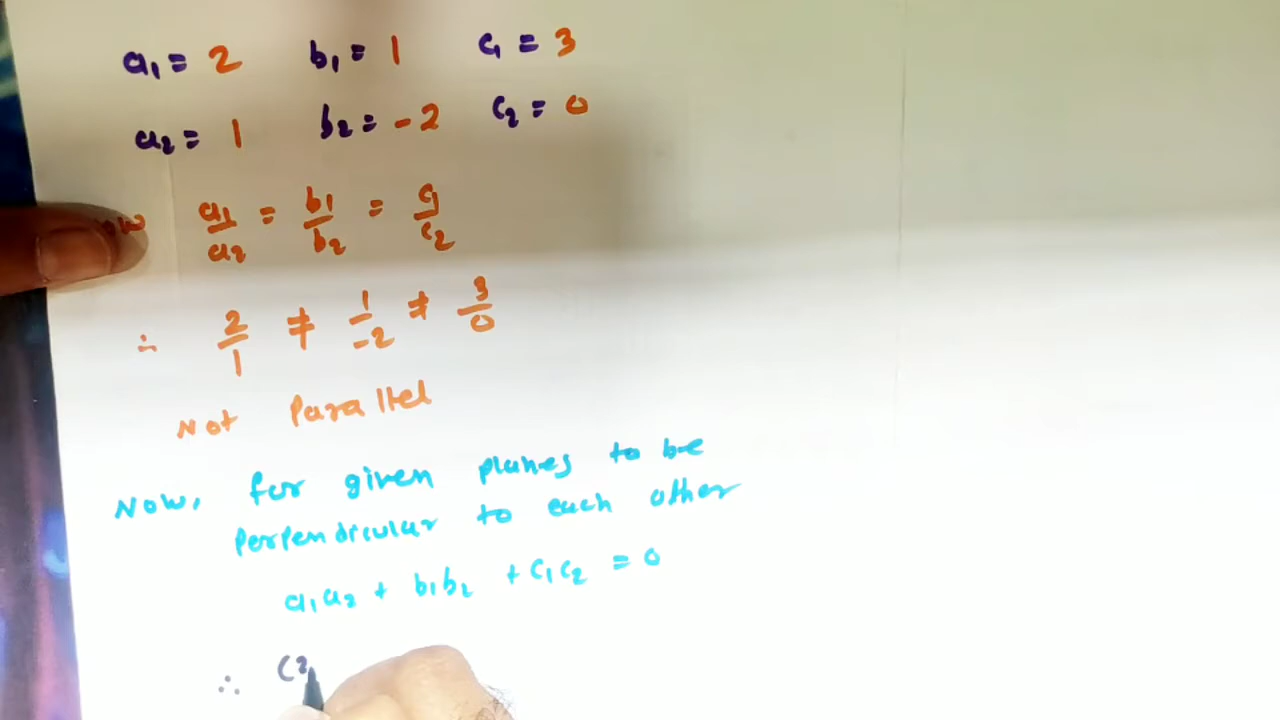 a₁ = 2 b₁ = 1 c₁ = 3
a₂ = 1 b₂ = -2 c₂ = 0
a₁/a₂ = b₁/b₂ = c₁/c₂
∴ 2/1 ≠ 1/-2 ≠ 3/0
Not Parallel
Now, for given planes to be
perpendicular to each other
a₁a₂ + b₁b₂ + c₁c₂ = 0
∴ (2